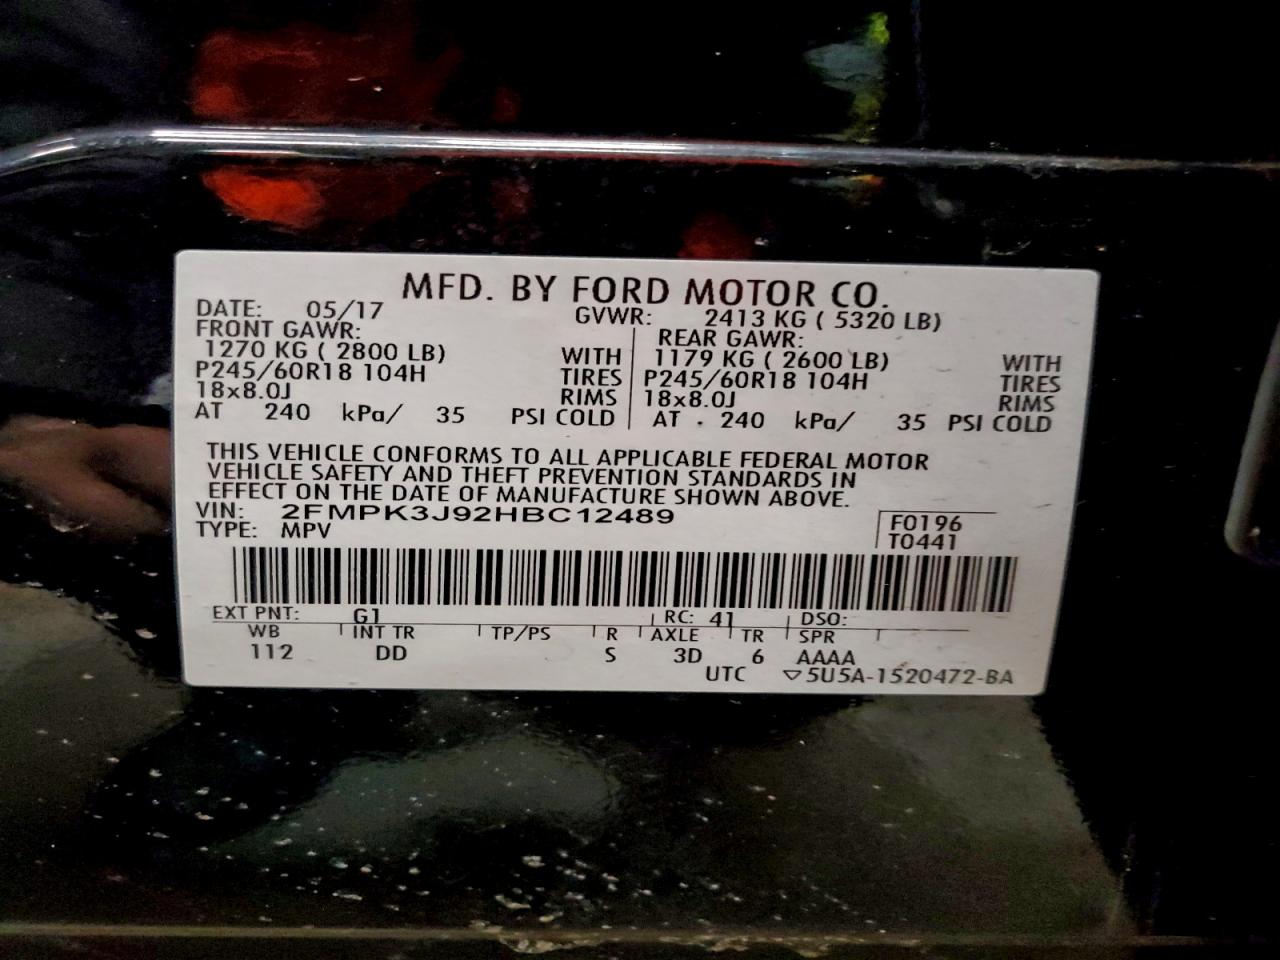 MFD. BY FORD MOTOR CO.
DATE: 05/17 GVWR: 2413 KG ( 5320 LB)
FRONT GAWR: REAR GAWR:
1270 KG ( 2800 LB) WITH 1179 KG ( 2600 LB) WITH
P245/60R18 104H TIRES P245/60R18 104H TIRES
18x8.0J RIMS 18x8.0J RIMS
AT 240 kPa/ 35 PSI COLD AT 240 kPa/ 35 PSI COLD
THIS VEHICLE CONFORMS TO ALL APPLICABLE FEDERAL MOTOR
VEHICLE SAFETY AND THEFT PREVENTION STANDARDS IN
EFFECT ON THE DATE OF MANUFACTURE SHOWN ABOVE.
VIN: 2FMPK3J92HBC12489 F0196
TYPE: MPV T0441
EXT PNT: G1 RC: 41 DSO:
WB INT TR TP/PS R AXLE TR SPR
112 DD S 3D 6 AAAA
UTC ▽5U5A-1520472-BA